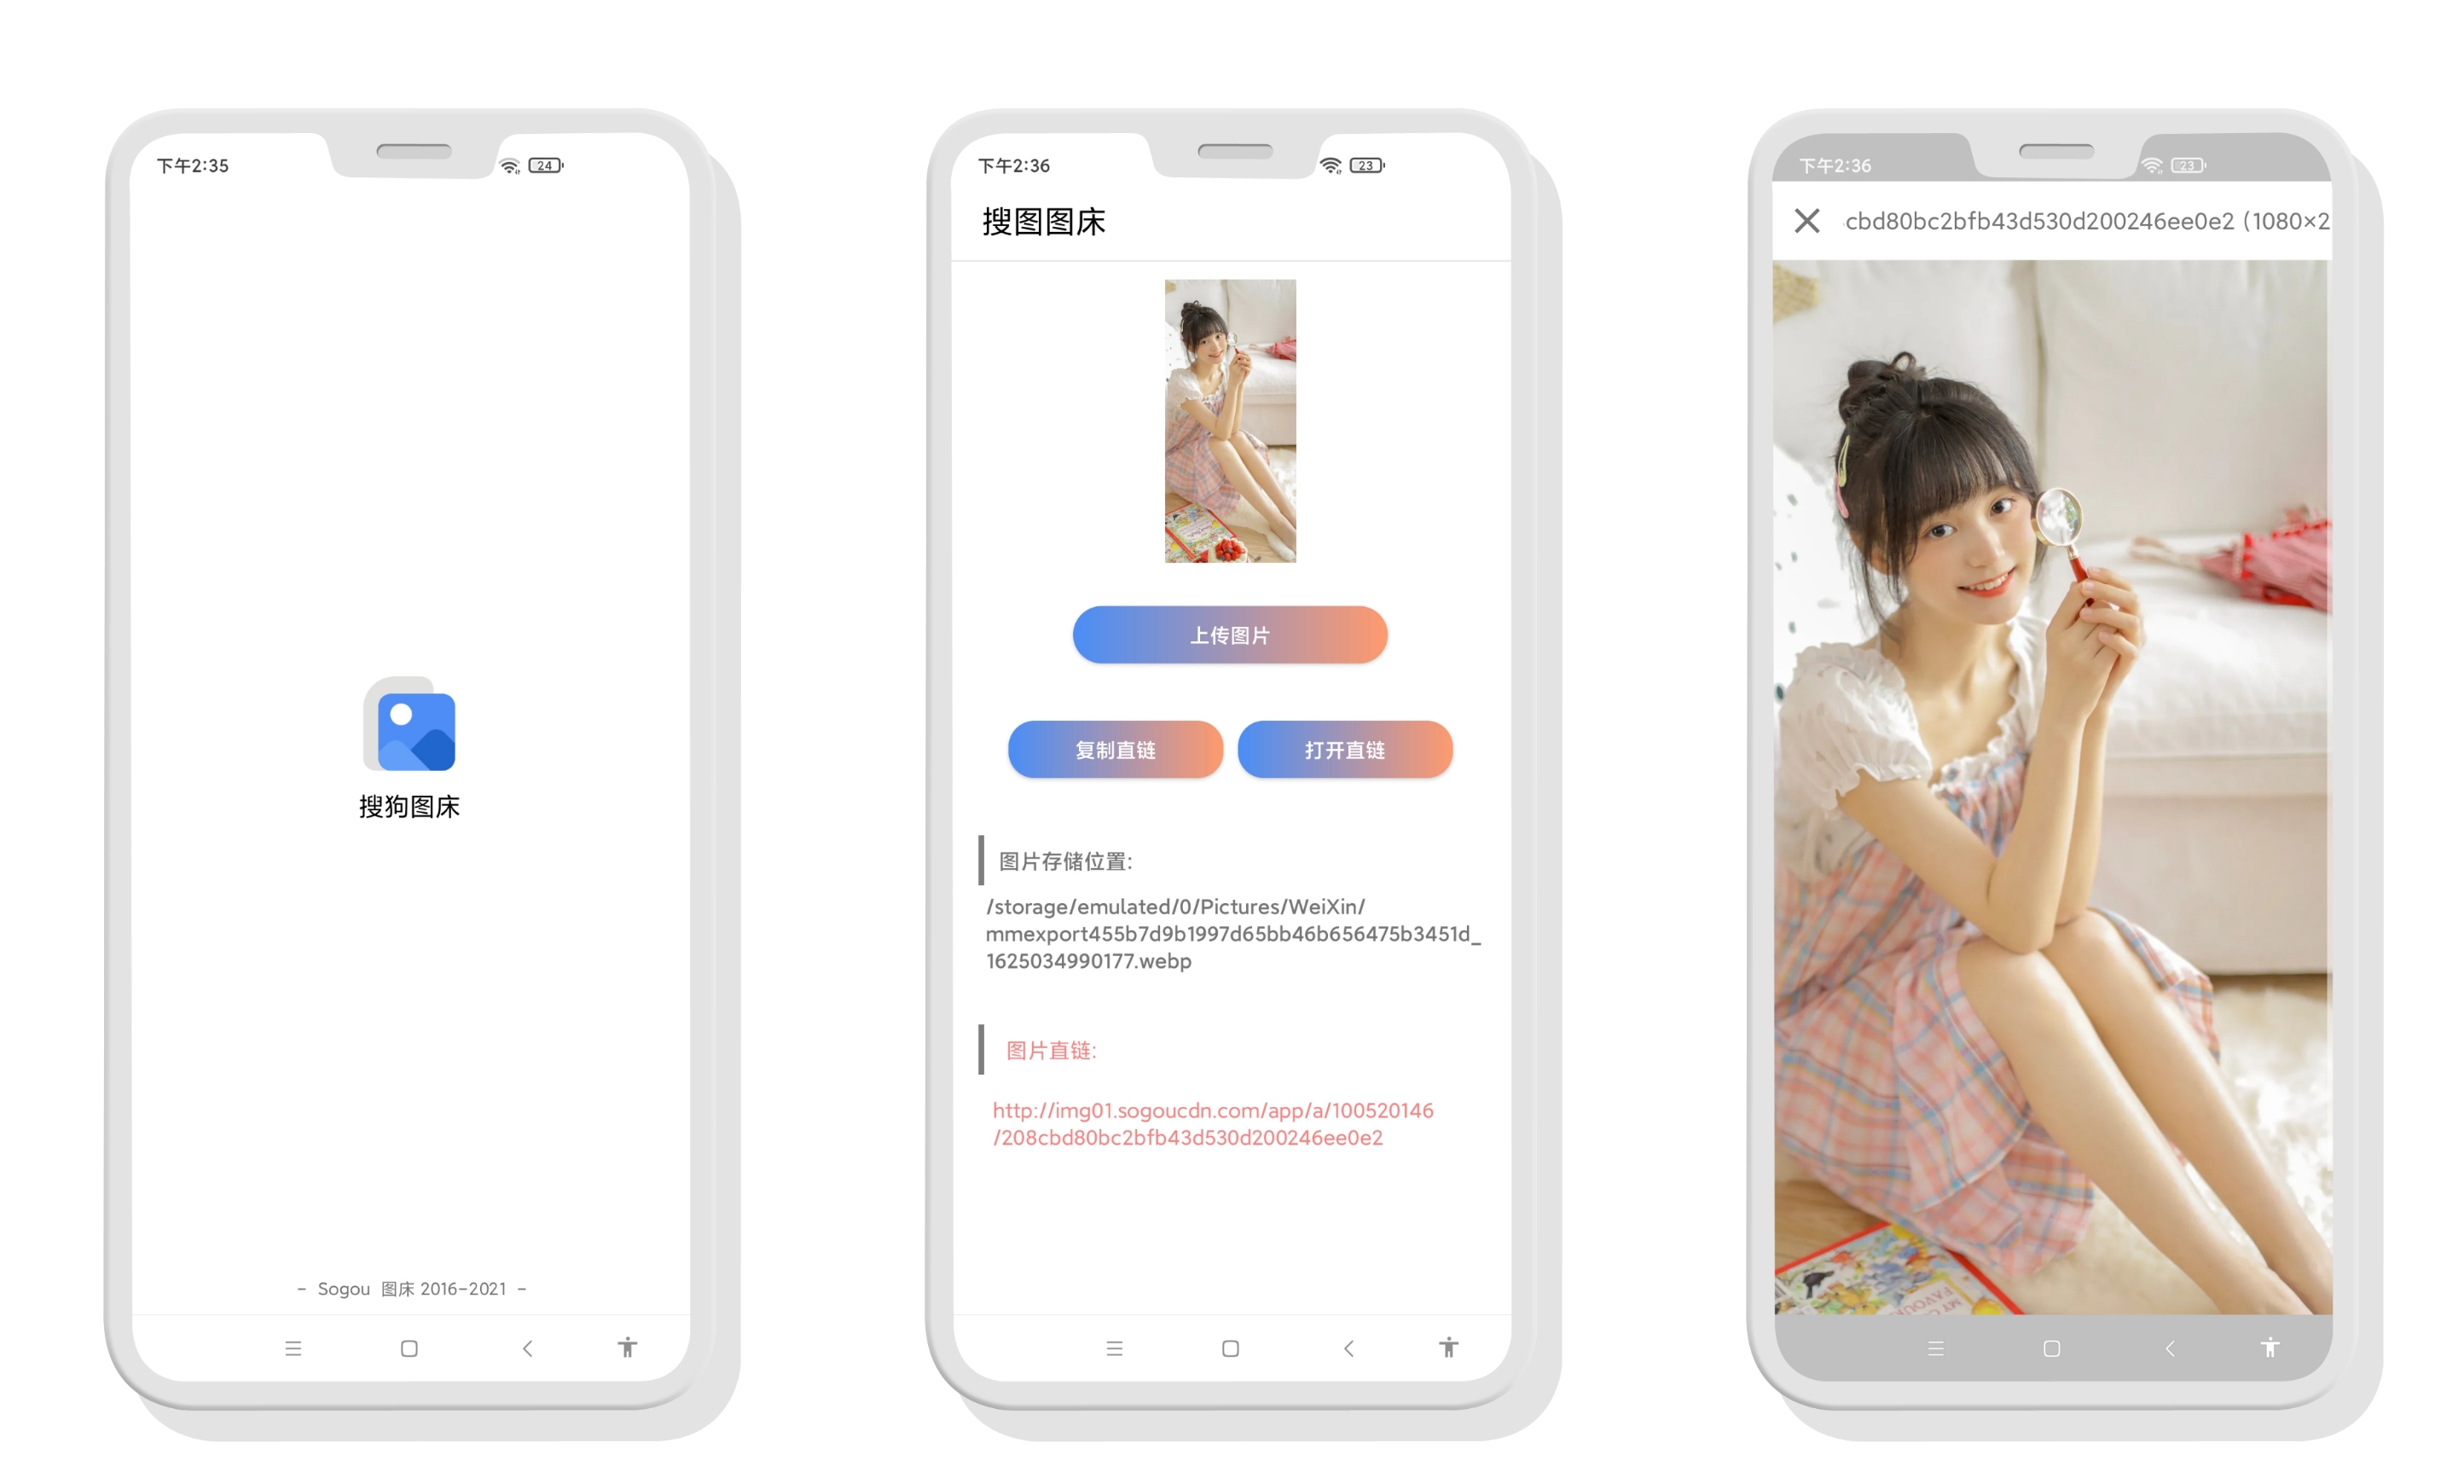 下午2:35
24
搜狗图床
- Sogou 图床 2016-2021 -
下午2:36
23
搜图图床
上传图片
复制直链
打开直链
图片存储位置:
/storage/emulated/0/Pictures/WeiXin/
mmexport455b7d9b1997d65bb46b656475b3451d_
1625034990177.webp
图片直链:
http://img01.sogoucdn.com/app/a/100520146
/208cbd80bc2bfb43d530d200246ee0e2
下午2:36
23
cbd80bc2bfb43d530d200246ee0e2 (1080×2